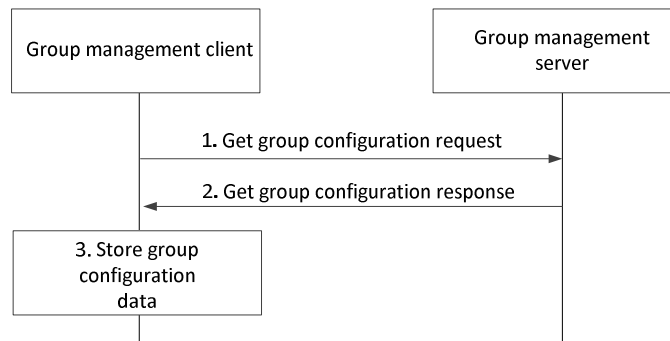 Group management client
Group management
server
1. Get group configuration request
2. Get group configuration response
3. Store group
configuration
data